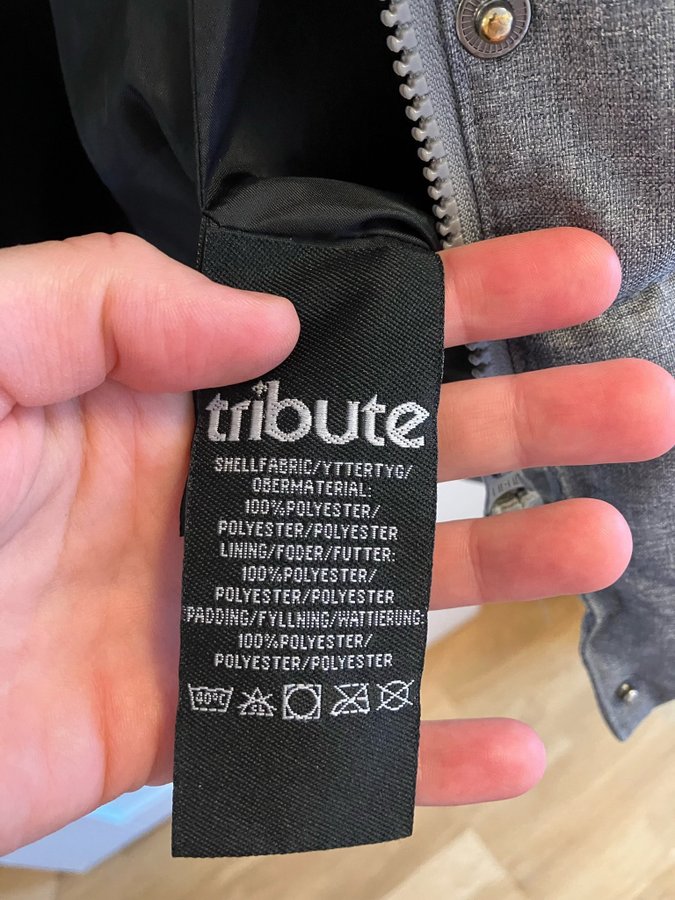 tribute
SHELLFABRIC/YTTERTYG/
OBERMATERIAL:
100%POLYESTER/
POLYESTER/POLYESTER
LINING/FODER/FUTTER:
100%POLYESTER/
POLYESTER/POLYESTER
PADDING/FYLLNING/WATTIERUNG:
100%POLYESTER/
POLYESTER/POLYESTER
40°C CL